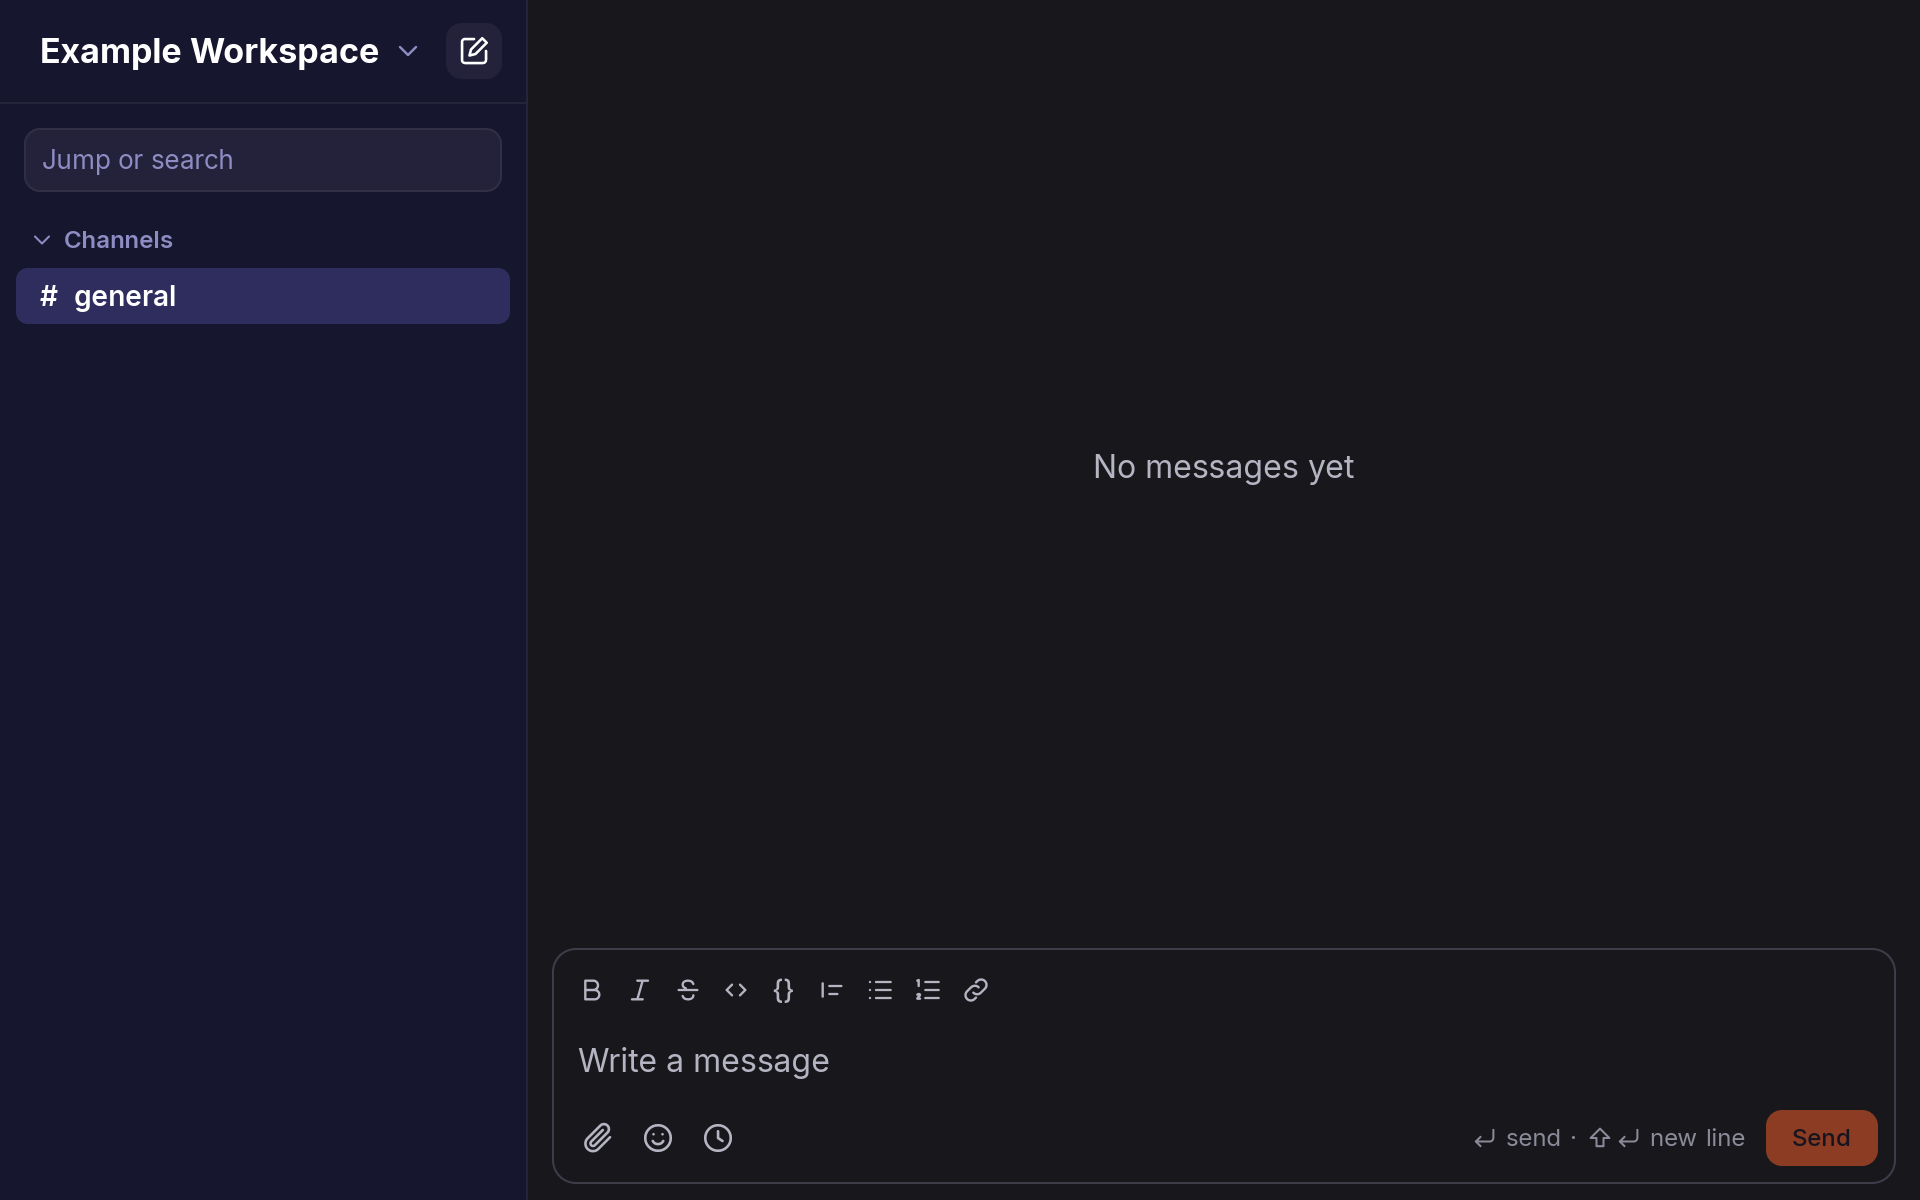 Example Workspace
Jump or search
Channels
# general
No messages yet
Write a message
send · new line
Send